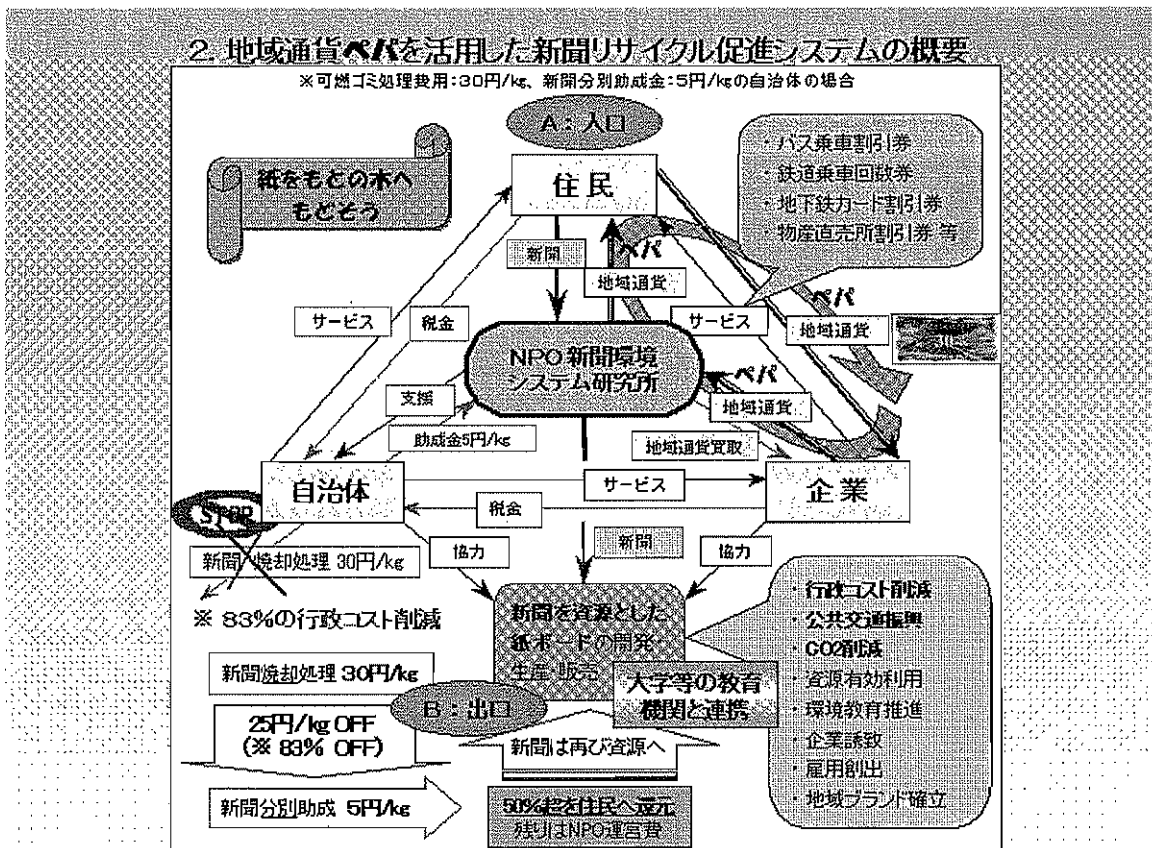 2. 地域通貨ペパを活用した新聞リサイクル促進システムの概要
※可燃ゴミ処理費用:30円/kg、新聞分別助成金:5円/kgの自治体の場合
A:入口
紙をもとの木へ
もどそう
住民
・バス乗車割引券
・鉄道乗車回数券
・地下鉄カード割引券
・物産直売所割引券 等
新聞
ペパ
地域通貨
サービス
税金
サービス
ペパ
地域通貨
NPO 新聞環境
システム研究所
ペパ
地域通貨
支援
助成金5円/kg
地域通貨買取
自治体
サービス
企業
STOP
税金
新聞焼却処理 30円/kg
協力
新聞
協力
※ 83%の行政コスト削減
新聞を資源とした
紙ボードの開発
生産・販売
大学等の教育
機関と連携
・行政コスト削減
・公共交通振興
・CO2削減
・資源有効利用
・環境教育推進
・企業誘致
・雇用創出
・地域ブランド確立
新聞焼却処理 30円/kg
B:出口
25円/kg OFF
(※ 83% OFF)
新聞は再び資源へ
新聞分別助成 5円/kg
50%超を住民へ還元
残りはNPO運営費